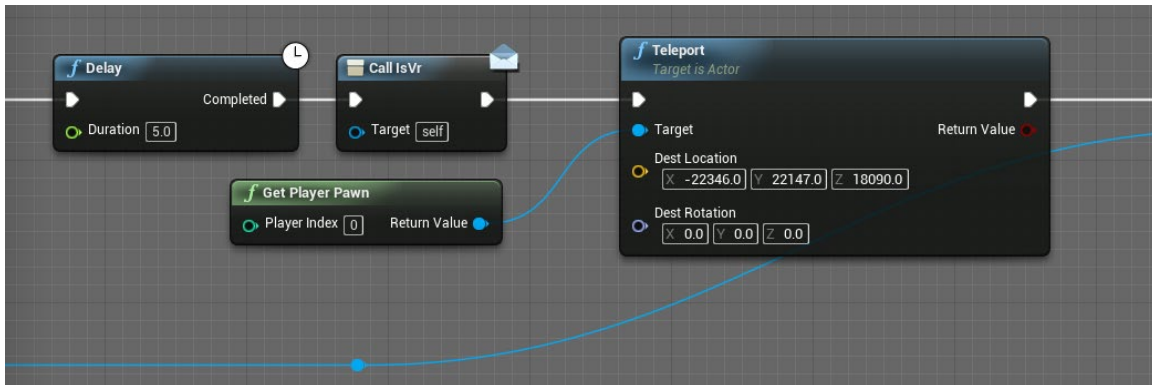 Delay
Completed
Duration 5.0
Call IsVr
Target self
Get Player Pawn
Player Index 0 Return Value
Teleport
Target is Actor
Target Return Value
Dest Location
X -22346.0 Y 22147.0 Z 18090.0
Dest Rotation
X 0.0 Y 0.0 Z 0.0